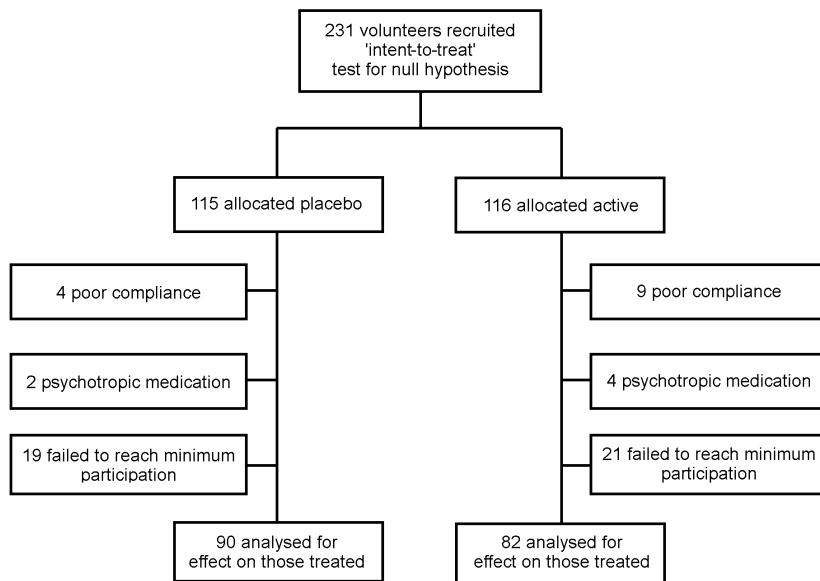 231 volunteers recruited
'intent-to-treat'
test for null hypothesis
115 allocated placebo
116 allocated active
4 poor compliance
9 poor compliance
2 psychotropic medication
4 psychotropic medication
19 failed to reach minimum
participation
21 failed to reach minimum
participation
90 analysed for
effect on those treated
82 analysed for
effect on those treated